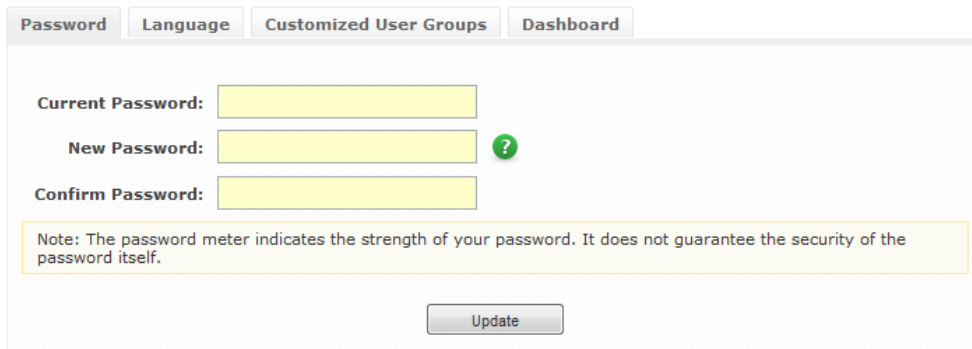 Password Language Customized User Groups Dashboard
Current Password:
New Password: ?
Confirm Password:
Note: The password meter indicates the strength of your password. It does not guarantee the security of the
password itself.
Update